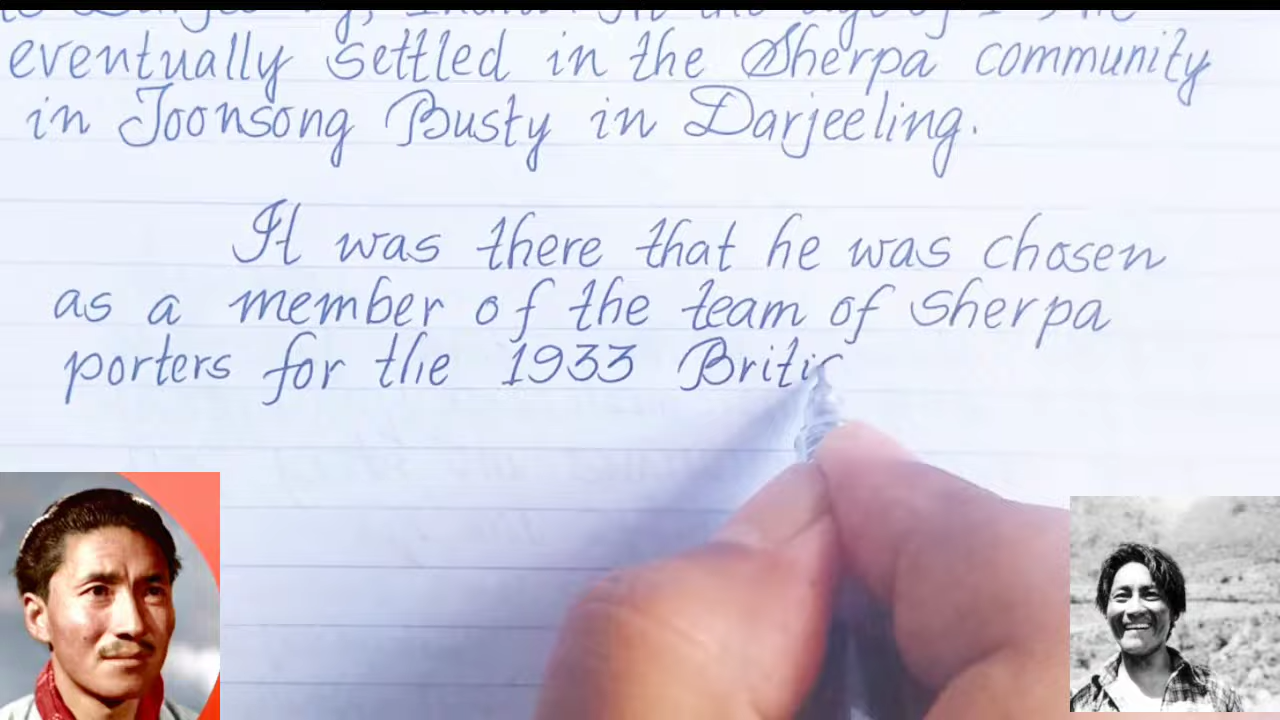 eventually settled in the Sherpa community
in Toonsong Busty in Darjeeling.
It was there that he was chosen
as a member of the team of Sherpa
porters for the 1933 Britis